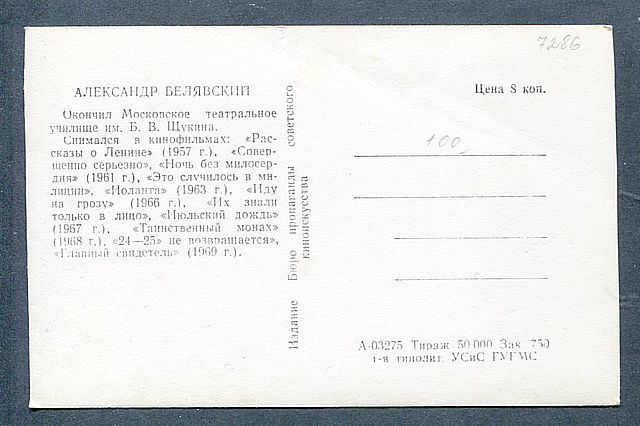 7286
АЛЕКСАНДР БЕЛЯВСКИЙ
Окончил Московское театральное
училище им. Б. В. Щукина.
Снимался в кинофильмах: «Рас-
сказы о Ленине» (1957 г.), «Совер-
шенно серьезно», «Ночь без милосер-
дия» (1961 г.), «Это случилось в ми-
лиции», «Иоланта» (1963 г.), «Иду
на грозу» (1966 г.), «Их знали
только в лицо», «Июльский дождь»
(1967 г.), «Таинственный монах»
(1968 г.), «24—25» не возвращается»,
«Главный свидетель» (1969 г.).
Издание Бюро пропаганды советского
киноискусства
Цена 8 коп.
100
А-03275 Тираж 50 000 Зак 750
1-я типолит. УСиС ГУГМС